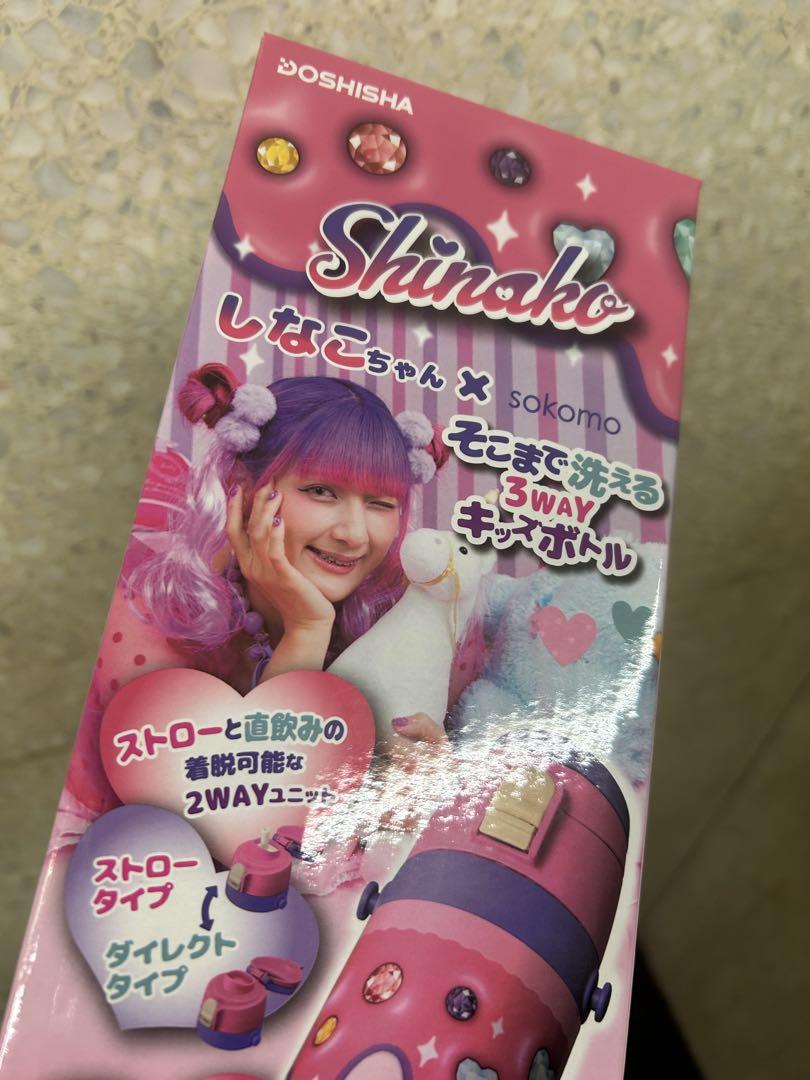 DOSHISHA
Shinako
しなこちゃん × sokomo
そこまで洗える
3WAY
キッズボトル
ストローと直飲みの
着脱可能な
2WAYユニット
ストロー
タイプ
ダイレクト
タイプ